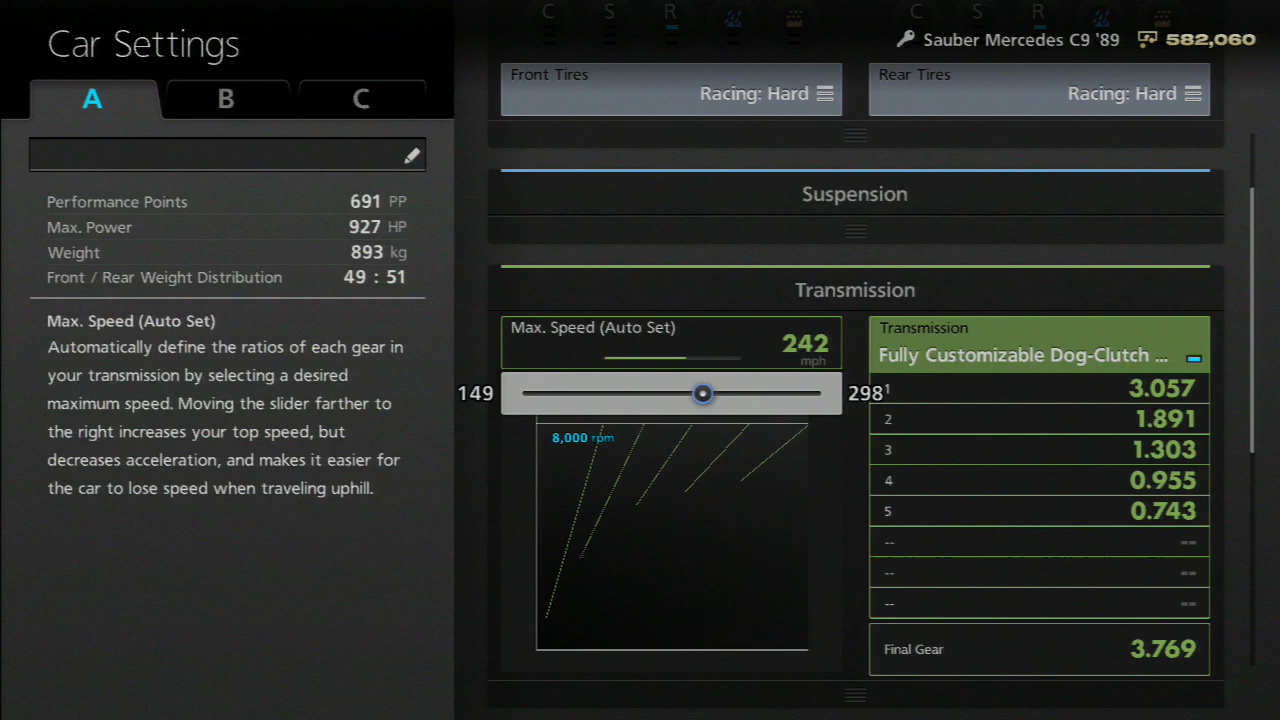 C S R
C S R
Car Settings
Sauber Mercedes C9 '89
582,060
A B C
Front Tires
Racing: Hard
Rear Tires
Racing: Hard
Performance Points 691 PP
Max. Power 927 HP
Weight 893 kg
Front / Rear Weight Distribution 49 : 51
Max. Speed (Auto Set)
Automatically define the ratios of each gear in
your transmission by selecting a desired
maximum speed. Moving the slider farther to
the right increases your top speed, but
decreases acceleration, and makes it easier for
the car to lose speed when traveling uphill.
Suspension
Transmission
Max. Speed (Auto Set)
242
mph
149
298
8,000 rpm
Transmission
Fully Customizable Dog-Clutch ...
1 3.057
2 1.891
3 1.303
4 0.955
5 0.743
-- --
-- --
-- --
Final Gear 3.769